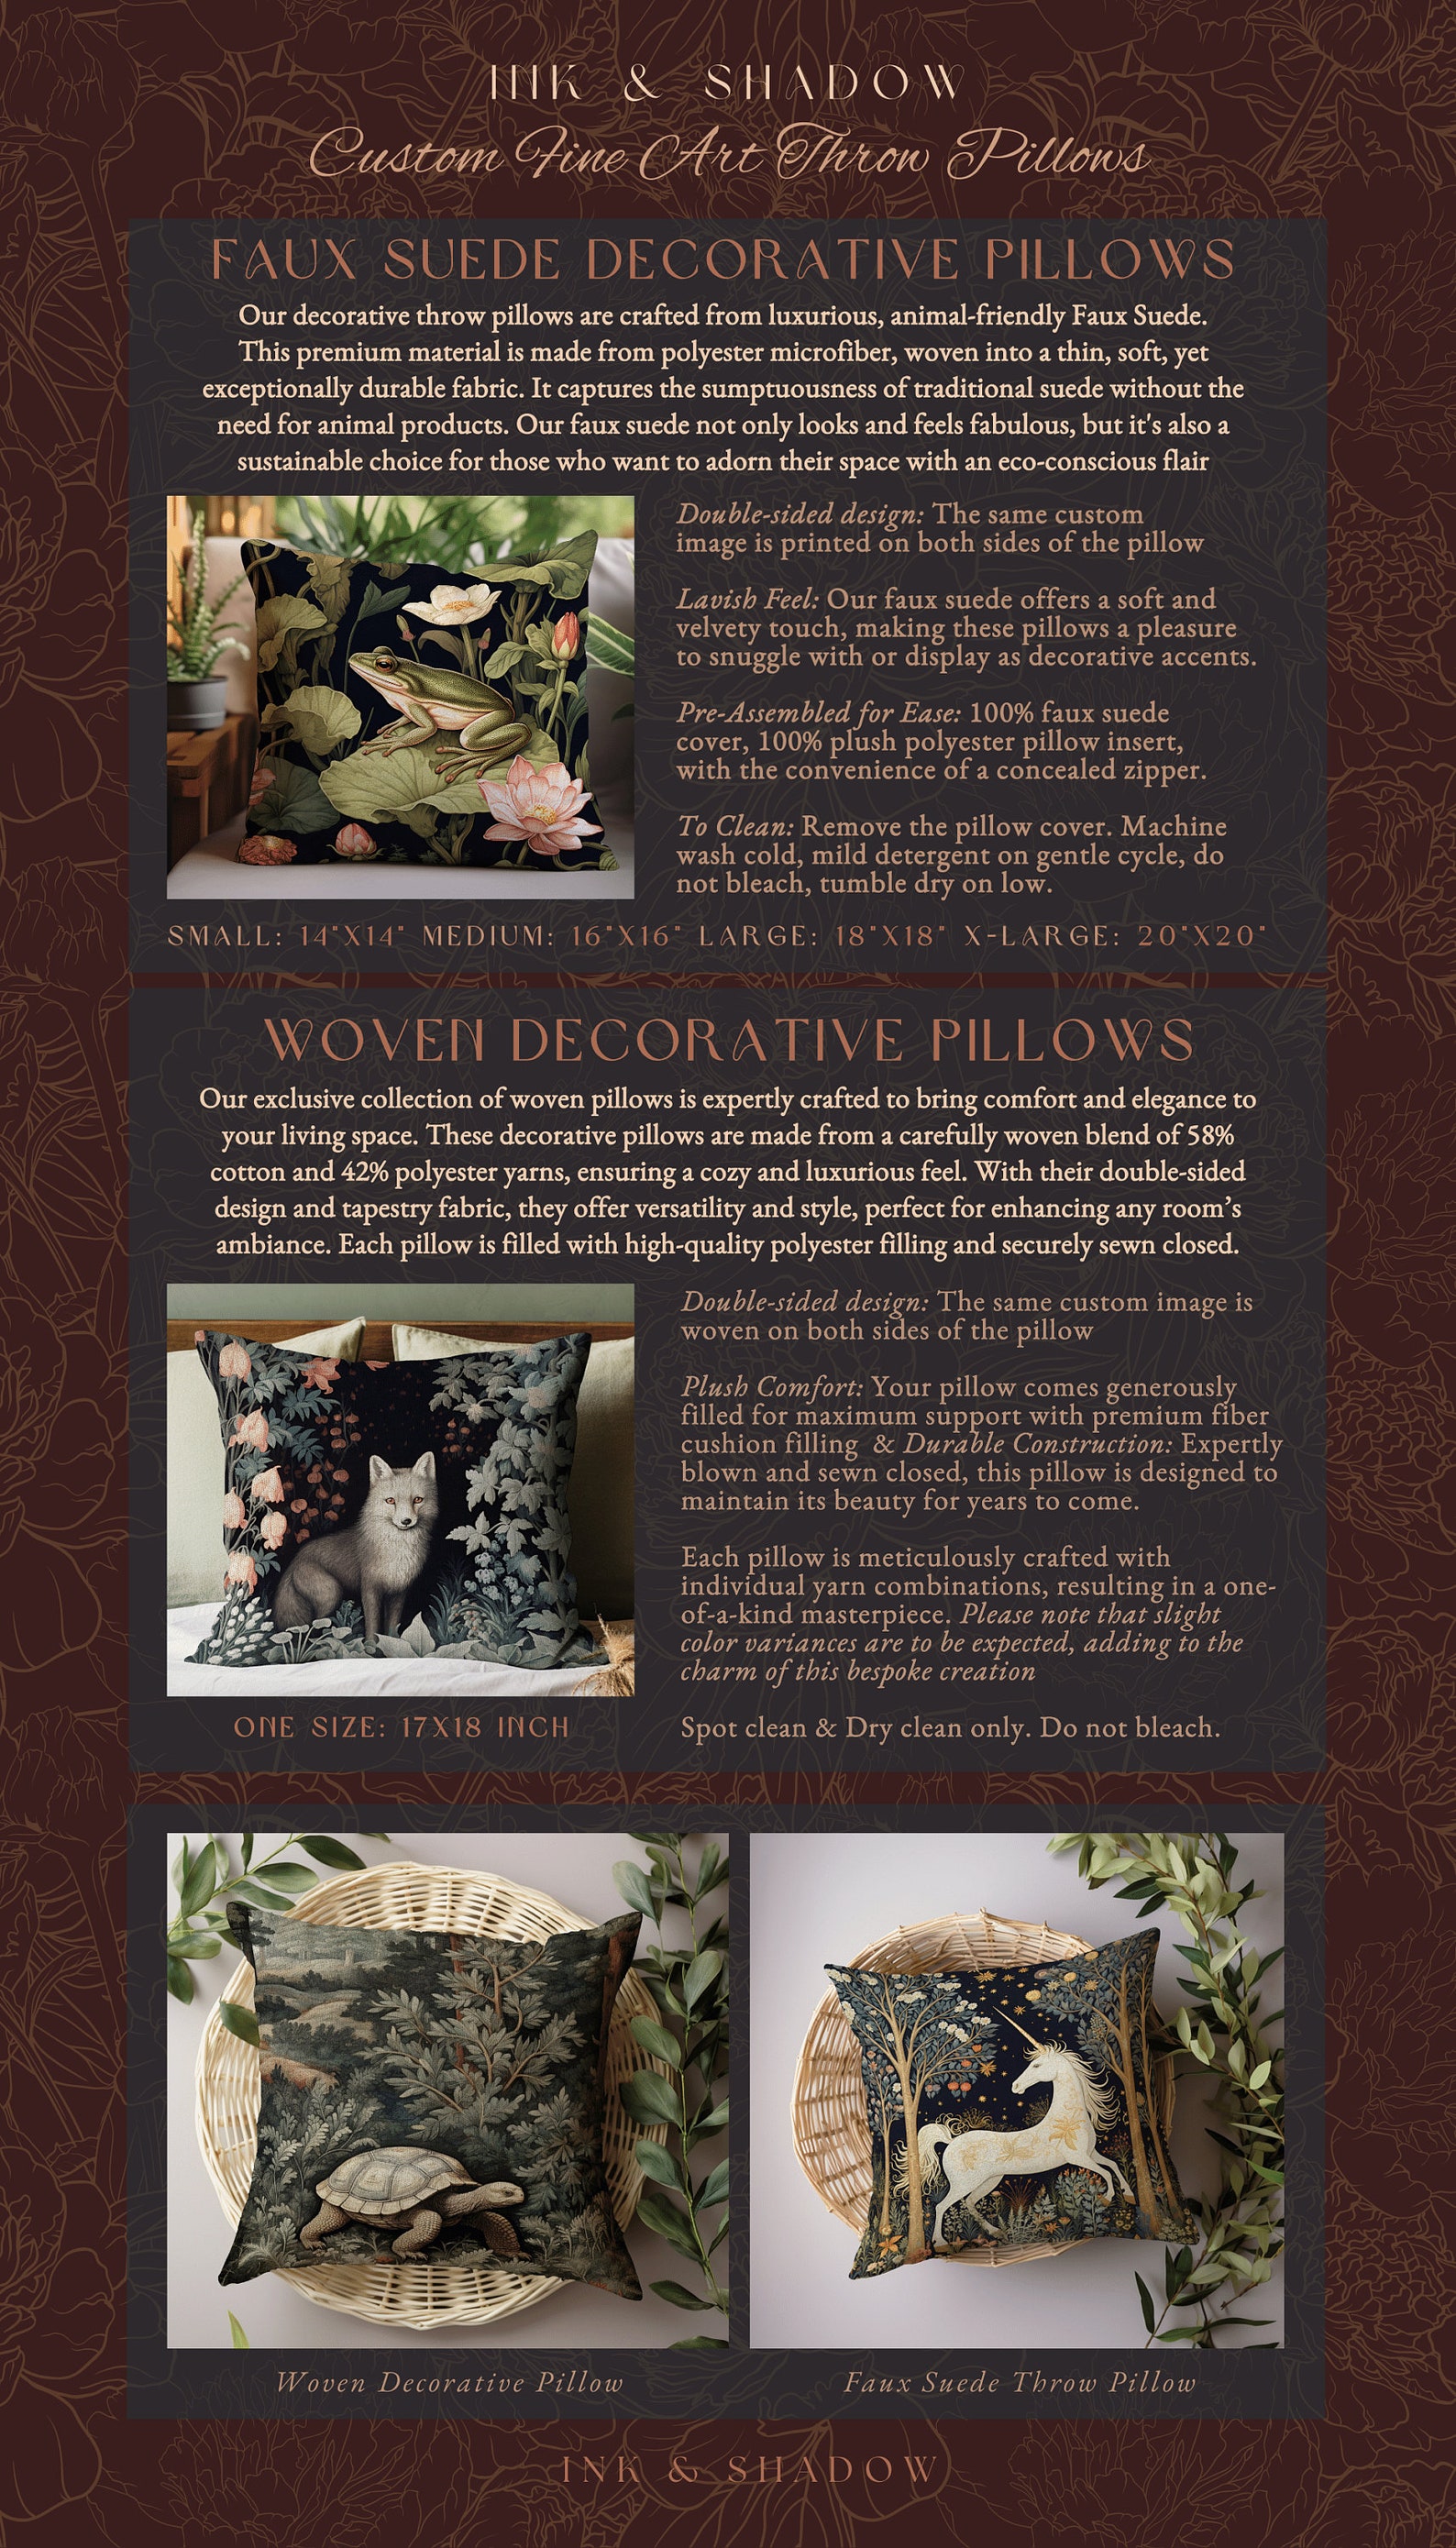 INK & SHADOW
Custom Fine Art Throw Pillows
FAUX SUEDE DECORATIVE PILLOWS
Our decorative throw pillows are crafted from luxurious, animal-friendly Faux Suede.
This premium material is made from polyester microfiber, woven into a thin, soft, yet
exceptionally durable fabric. It captures the sumptuousness of traditional suede without the
need for animal products. Our faux suede not only looks and feels fabulous, but it's also a
sustainable choice for those who want to adorn their space with an eco-conscious flair
Double-sided design: The same custom
image is printed on both sides of the pillow
Lavish Feel: Our faux suede offers a soft and
velvety touch, making these pillows a pleasure
to snuggle with or display as decorative accents.
Pre-Assembled for Ease: 100% faux suede
cover, 100% plush polyester pillow insert,
with the convenience of a concealed zipper.
To Clean: Remove the pillow cover. Machine
wash cold, mild detergent on gentle cycle, do
not bleach, tumble dry on low.
SMALL: 14"X14" MEDIUM: 16"X16" LARGE: 18"X18" X-LARGE: 20"X20"
WOVEN DECORATIVE PILLOWS
Our exclusive collection of woven pillows is expertly crafted to bring comfort and elegance to
your living space. These decorative pillows are made from a carefully woven blend of 58%
cotton and 42% polyester yarns, ensuring a cozy and luxurious feel. With their double-sided
design and tapestry fabric, they offer versatility and style, perfect for enhancing any room’s
ambiance. Each pillow is filled with high-quality polyester filling and securely sewn closed.
Double-sided design: The same custom image is
woven on both sides of the pillow
Plush Comfort: Your pillow comes generously
filled for maximum support with premium fiber
cushion filling & Durable Construction: Expertly
blown and sewn closed, this pillow is designed to
maintain its beauty for years to come.
Each pillow is meticulously crafted with
individual yarn combinations, resulting in a one-
of-a-kind masterpiece. Please note that slight
color variances are to be expected, adding to the
charm of this bespoke creation
ONE SIZE: 17X18 INCH
Spot clean & Dry clean only. Do not bleach.
Woven Decorative Pillow
Faux Suede Throw Pillow
INK & SHADOW